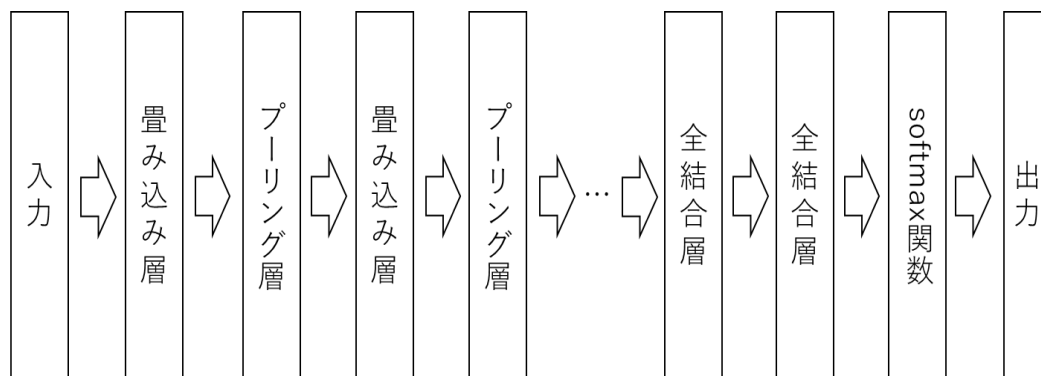 入力
畳み込み層
プーリング層
畳み込み層
プーリング層
…
全結合層
全結合層
softmax関数
出力